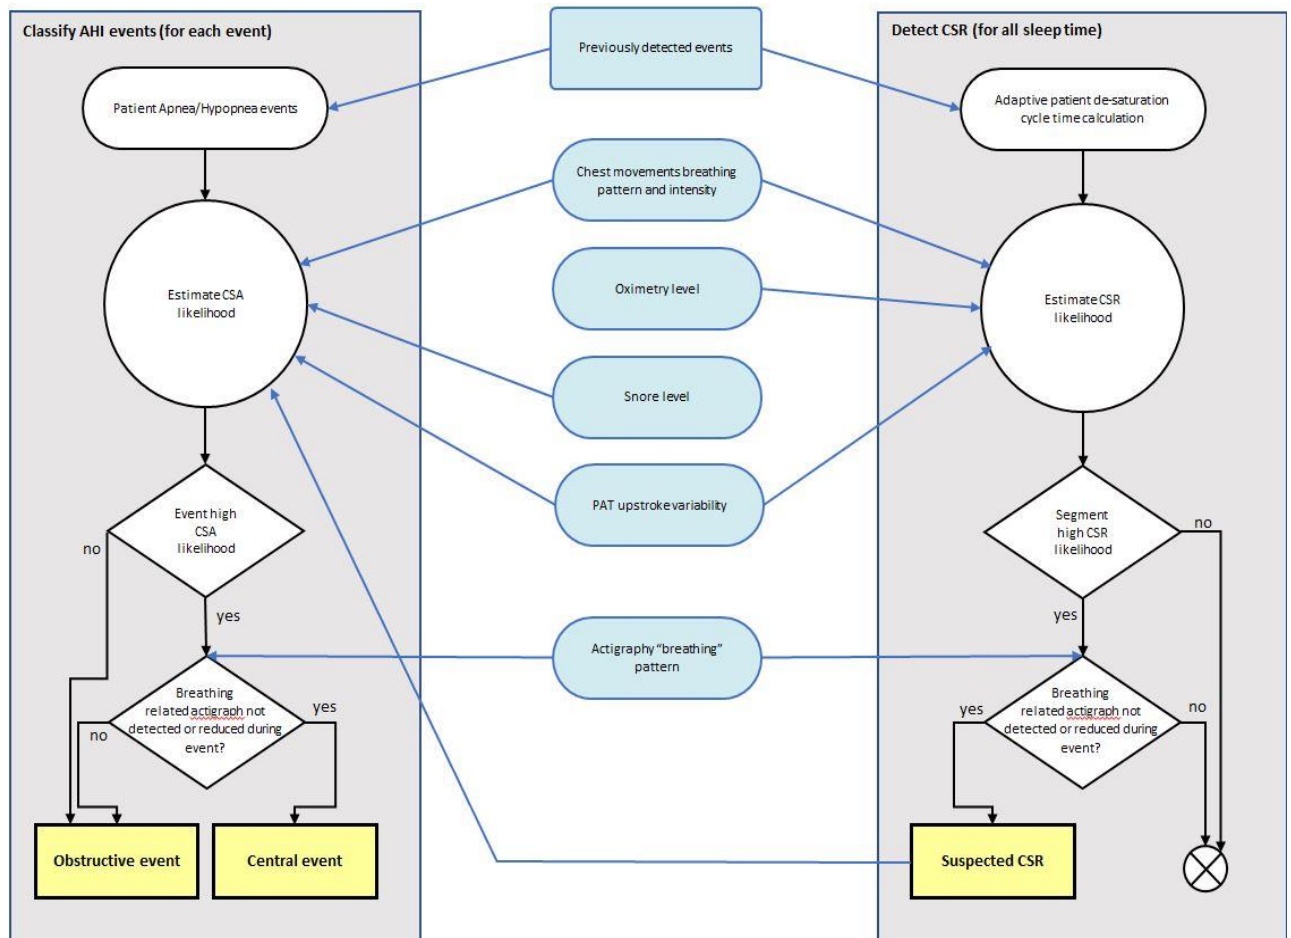 Classify AHI events (for each event)
Patient Apnea/Hypopnea events
Estimate CSA
likelihood
Event high
CSA
likelihood
no
yes
Breathing
related actigraph not
detected or reduced during
event?
no
yes
Obstructive event
Central event
Previously detected events
Chest movements breathing
pattern and intensity
Oximetry level
Snore level
PAT upstroke variability
Actigraphy “breathing”
pattern
Detect CSR (for all sleep time)
Adaptive patient de-saturation
cycle time calculation
Estimate CSR
likelihood
Segment
high CSR
likelihood
no
yes
Breathing
related actigraph not
detected or reduced during
event?
yes
no
Suspected CSR